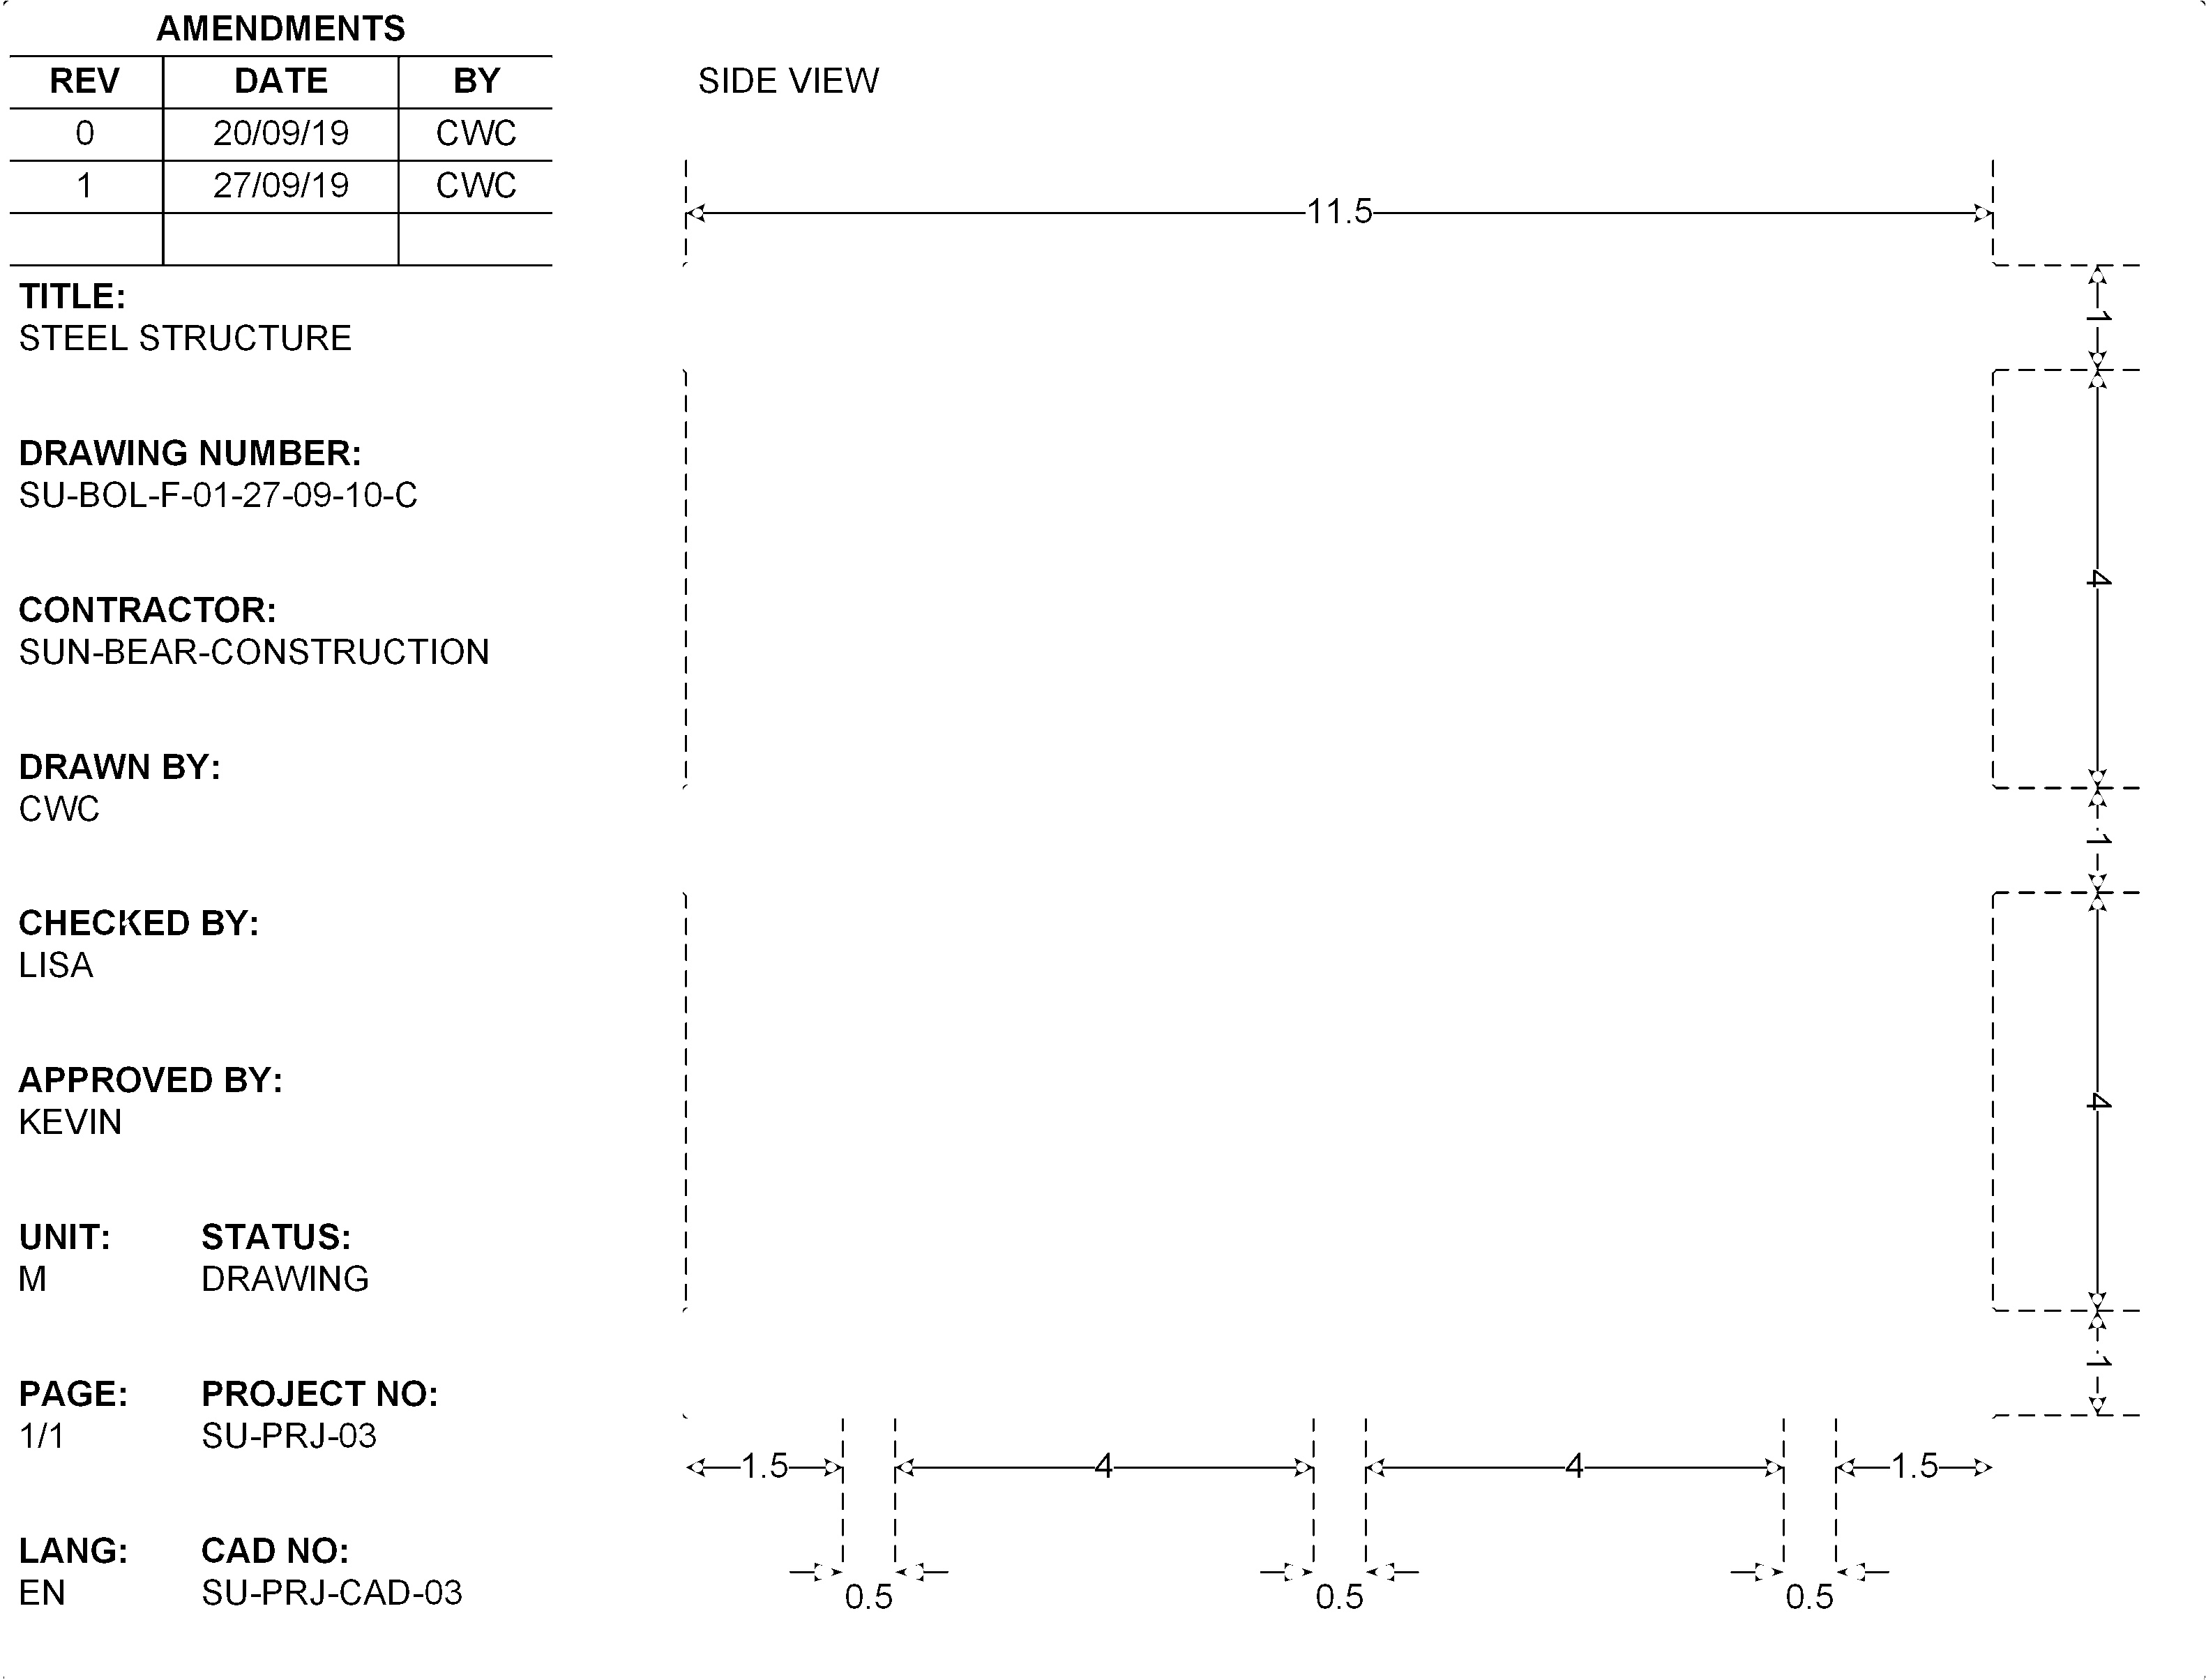 AMENDMENTS
REV DATE BY
0 20/09/19 CWC
1 27/09/19 CWC
TITLE:
STEEL STRUCTURE
DRAWING NUMBER:
SU-BOL-F-01-27-09-10-C
CONTRACTOR:
SUN-BEAR-CONSTRUCTION
DRAWN BY:
CWC
CHECKED BY:
LISA
APPROVED BY:
KEVIN
UNIT: STATUS:
M DRAWING
PAGE: PROJECT NO:
1/1 SU-PRJ-03
LANG: CAD NO:
EN SU-PRJ-CAD-03
SIDE VIEW
11.5
1
4
1
4
1
1.5 4 4 1.5
0.5 0.5 0.5